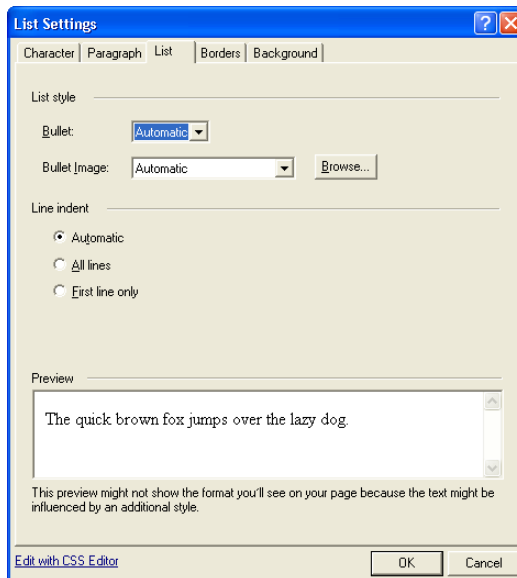 List Settings
Character Paragraph List Borders Background
List style
Bullet: Automatic
Bullet Image: Automatic Browse...
Line indent
Automatic
All lines
First line only
Preview
The quick brown fox jumps over the lazy dog.
This preview might not show the format you'll see on your page because the text might be
influenced by an additional style.
Edit with CSS Editor OK Cancel